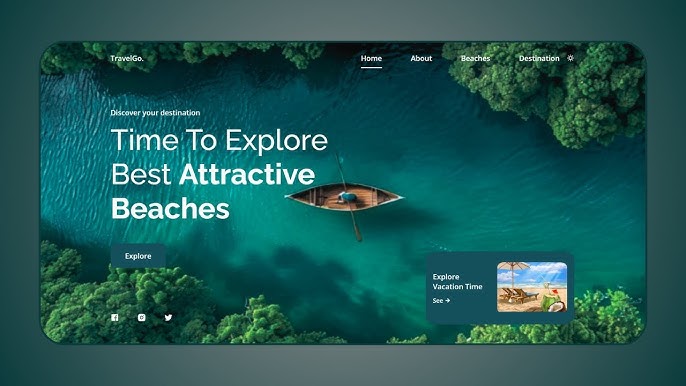 TravelGo.
Home
About
Beaches
Destination
Discover your destination
Time To Explore
Best Attractive
Beaches
Explore
Explore
Vacation Time
See →